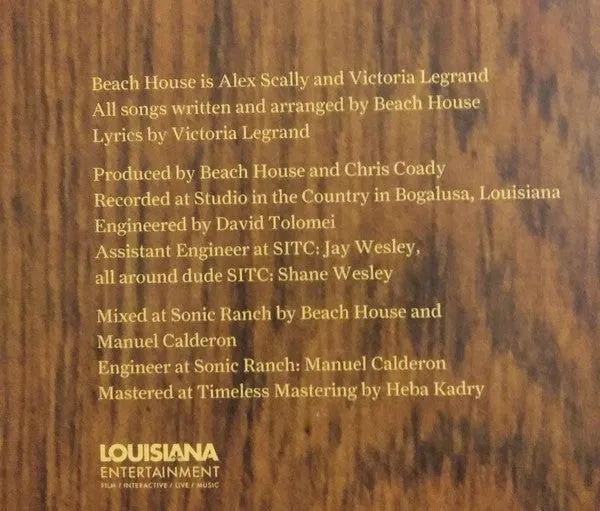 Beach House is Alex Scally and Victoria Legrand
All songs written and arranged by Beach House
Lyrics by Victoria Legrand
Produced by Beach House and Chris Coady
Recorded at Studio in the Country in Bogalusa, Louisiana
Engineered by David Tolomei
Assistant Engineer at SITC: Jay Wesley,
all around dude SITC: Shane Wesley
Mixed at Sonic Ranch by Beach House and
Manuel Calderon
Engineer at Sonic Ranch: Manuel Calderon
Mastered at Timeless Mastering by Heba Kadry
LOUISIANA
ENTERTAINMENT
FILM / INTERACTIVE / LIVE / MUSIC